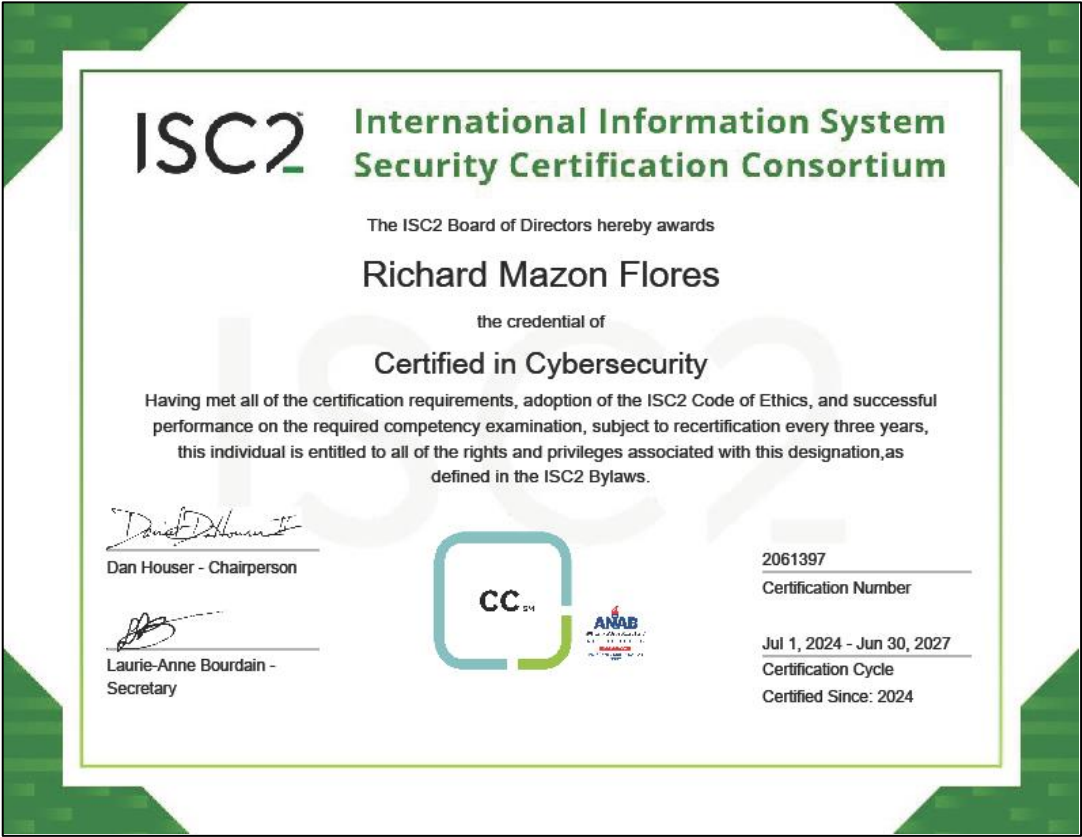 ISC2
International Information System
Security Certification Consortium
The ISC2 Board of Directors hereby awards
Richard Mazon Flores
the credential of
Certified in Cybersecurity
Having met all of the certification requirements, adoption of the ISC2 Code of Ethics, and successful
performance on the required competency examination, subject to recertification every three years,
this individual is entitled to all of the rights and privileges associated with this designation,as
defined in the ISC2 Bylaws.
Dan Houser - Chairperson
Laurie-Anne Bourdain -
Secretary
CC SM
ANAB
2061397
Certification Number
Jul 1, 2024 - Jun 30, 2027
Certification Cycle
Certified Since: 2024